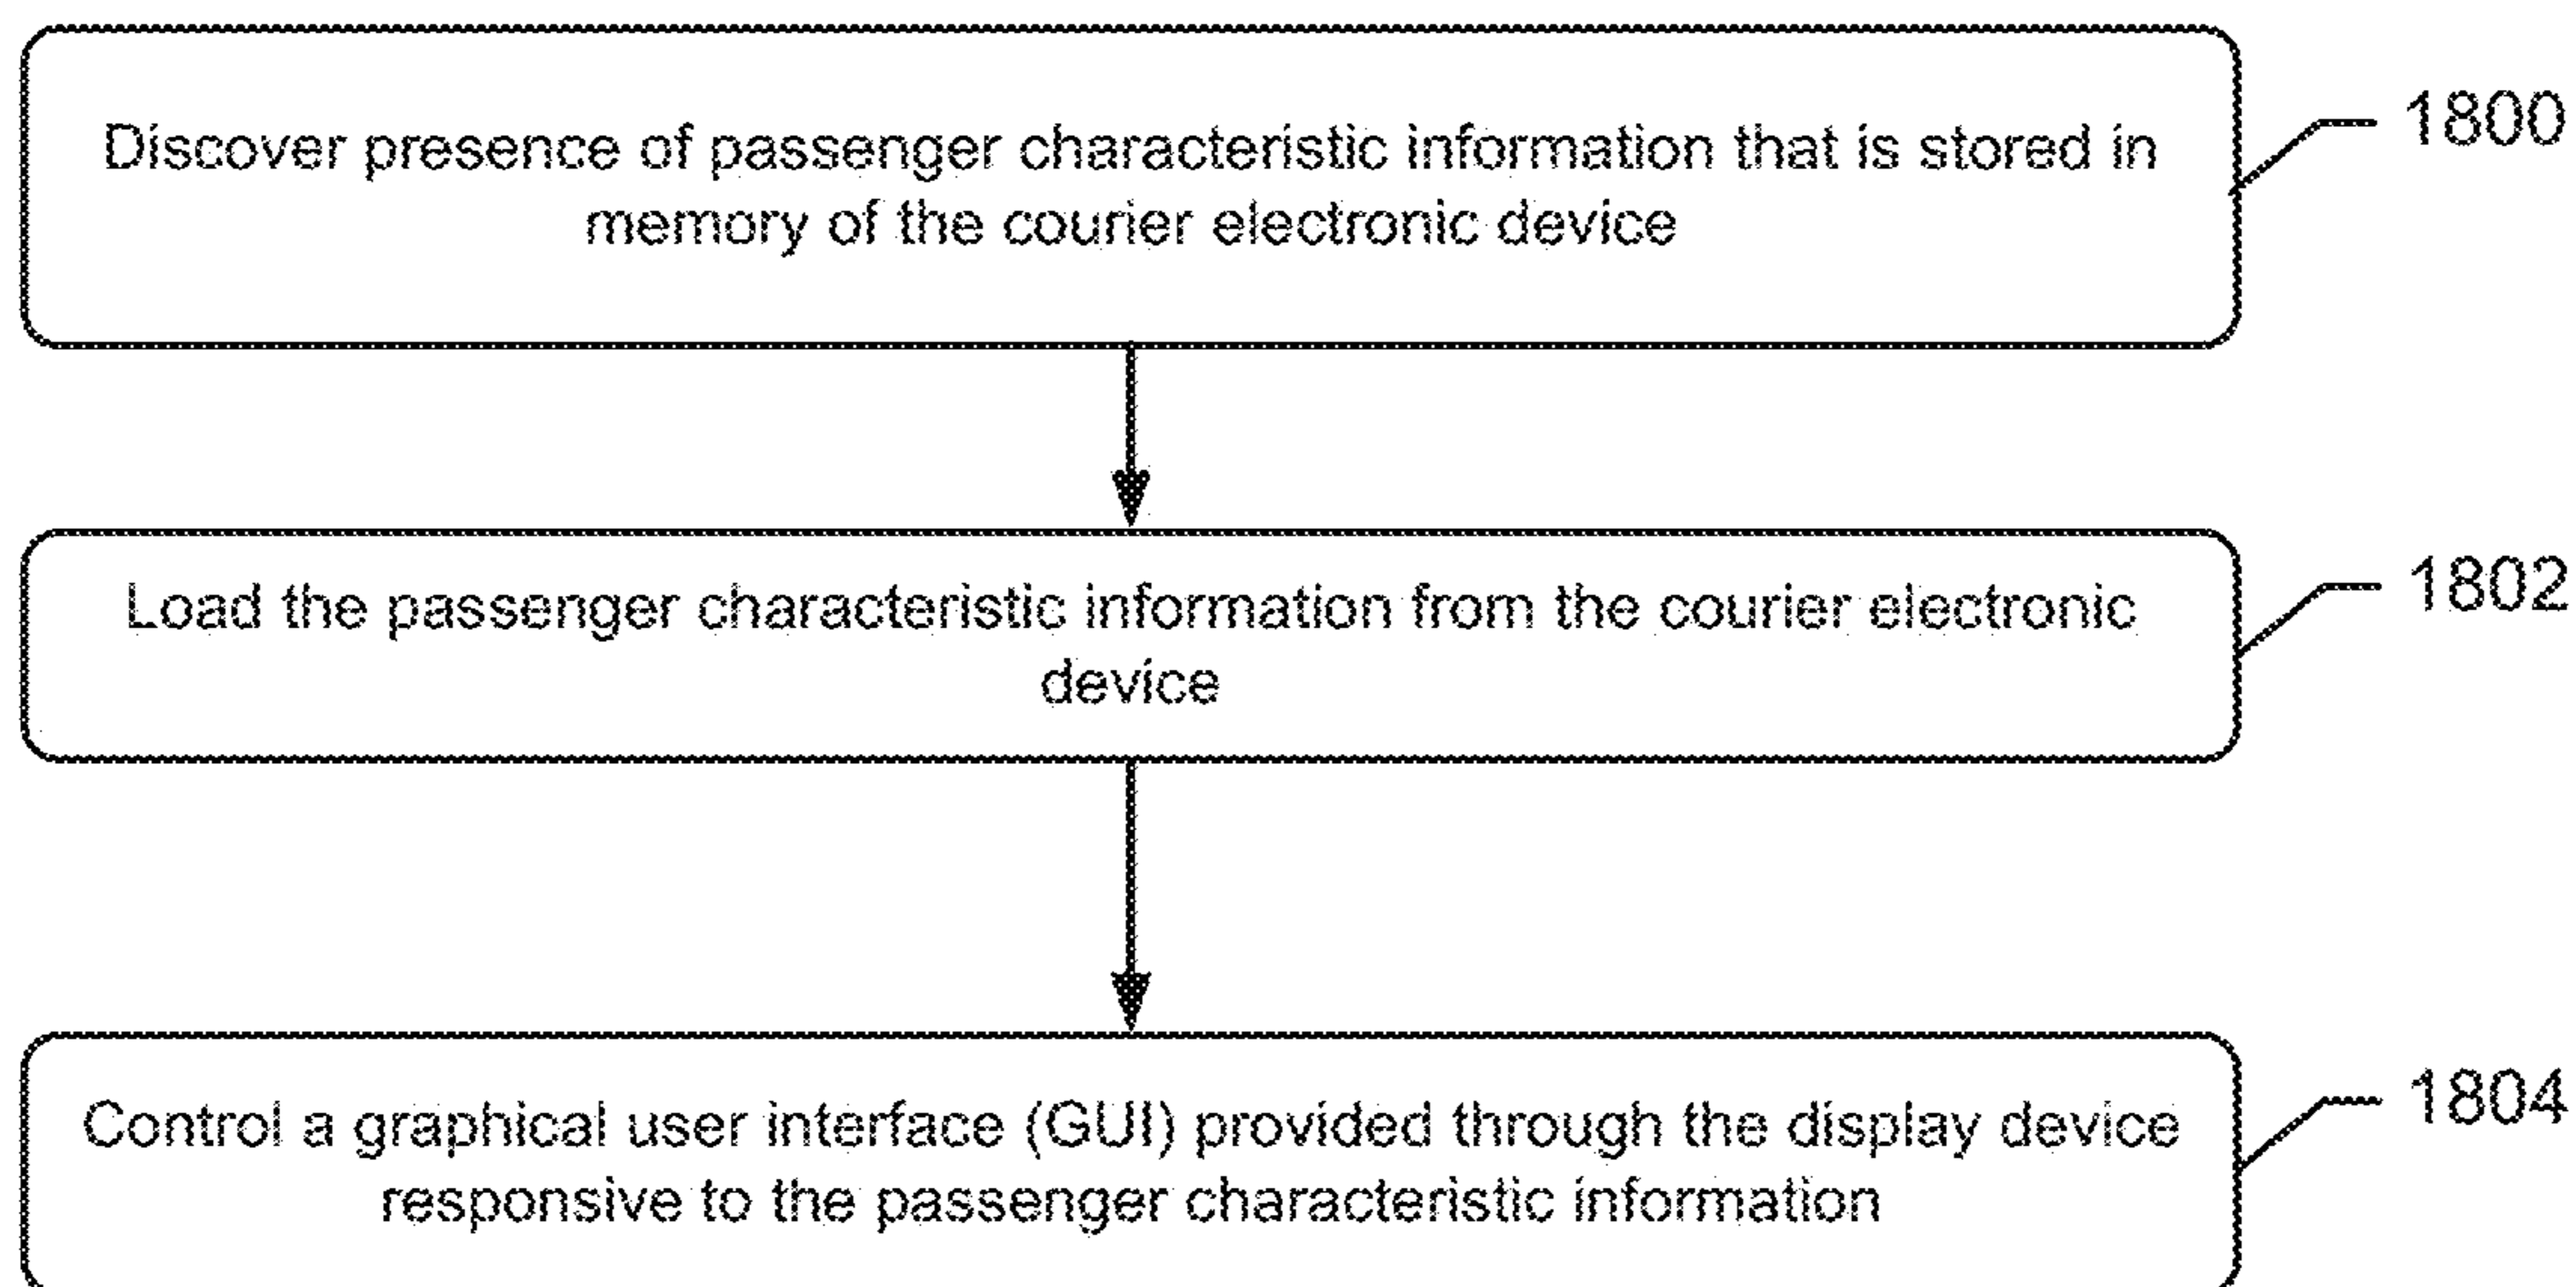 Discover presence of passenger characteristic information that is stored in
memory of the courier electronic device
1800
Load the passenger characteristic information from the courier electronic
device
1802
Control a graphical user interface (GUI) provided through the display device
responsive to the passenger characteristic information
1804